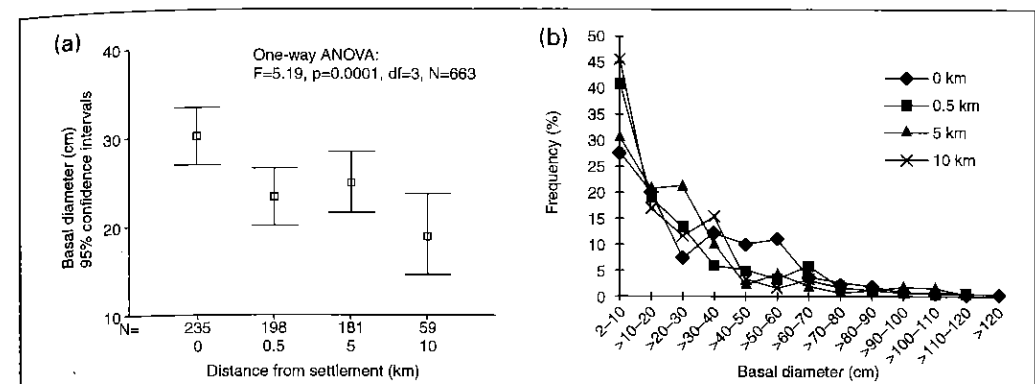 (a)
40
30
20
10
Basal diameter (cm)
95% confidence intervals
One-way ANOVA:
F=5.19, p=0.0001, df=3, N=663
N= 235 198 181 59
0 0.5 5 10
Distance from settlement (km)
(b)
50
45
40
35
30
25
20
15
10
5
0
Frequency (%)
0 km
0.5 km
5 km
10 km
2–10
>10–20
>20–30
>30–40
>40–50
>50–60
>60–70
>70–80
>80–90
>90–100
>100–110
>110–120
>120
Basal diameter (cm)